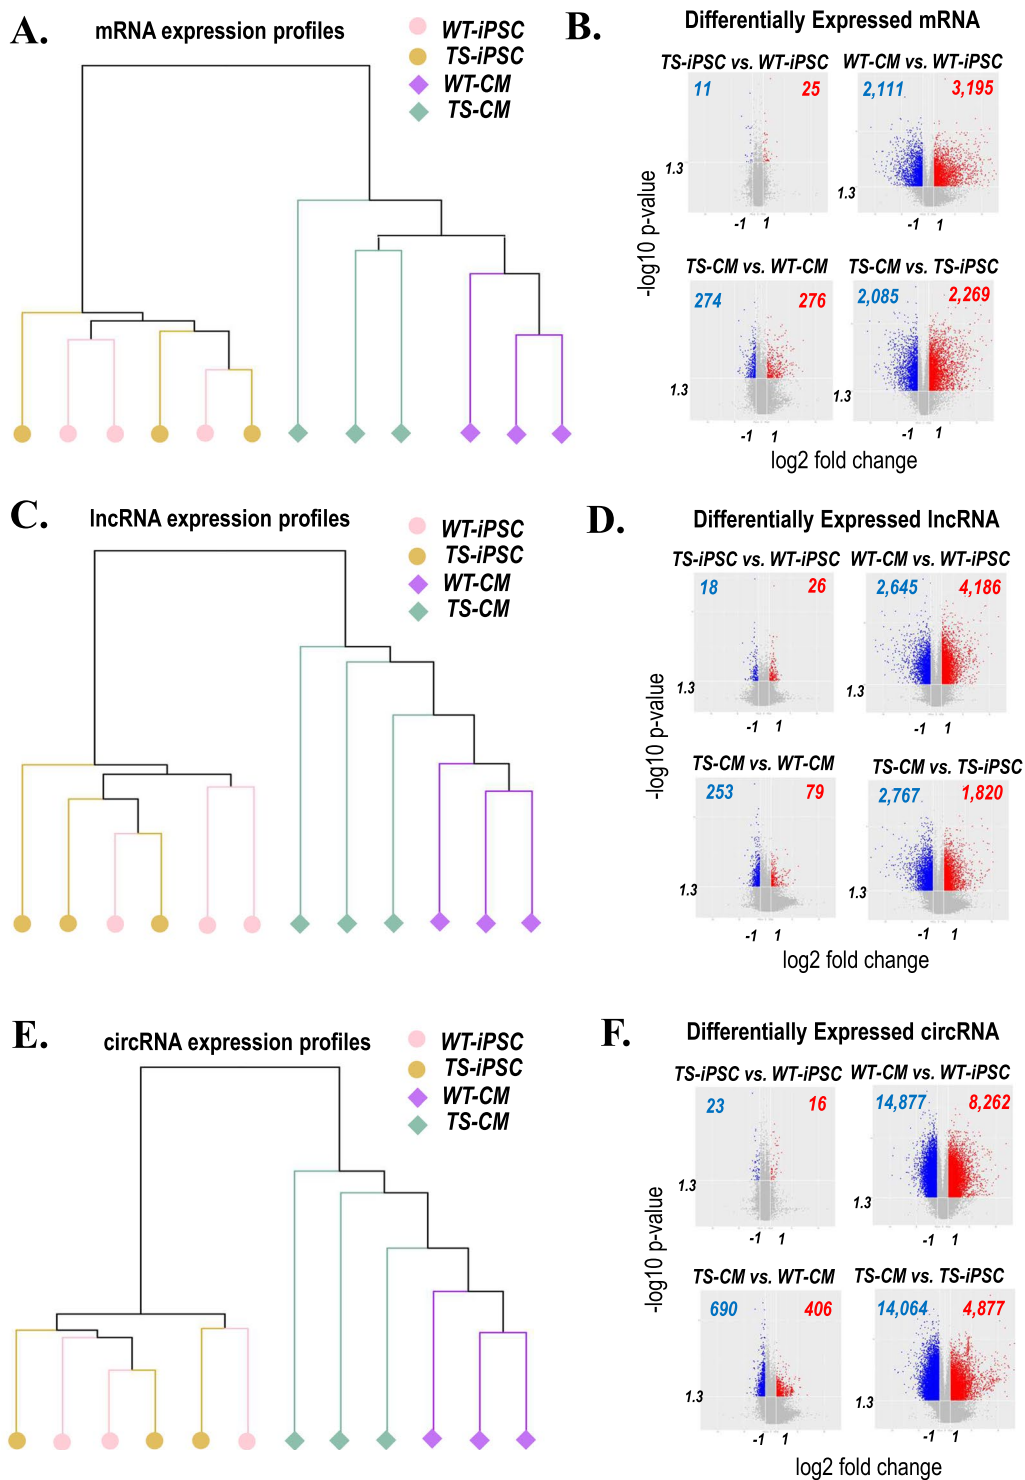 A.
mRNA expression profiles
WT-iPSC
TS-iPSC
WT-CM
TS-CM
B.
Differentially Expressed mRNA
TS-iPSC vs. WT-iPSC
WT-CM vs. WT-iPSC
11
25
2,111
3,195
1.3
1.3
-1
1
-1
1
-log10 p-value
TS-CM vs. WT-CM
TS-CM vs. TS-iPSC
274
276
2,085
2,269
1.3
1.3
-1
1
-1
1
log2 fold change
C.
lncRNA expression profiles
WT-iPSC
TS-iPSC
WT-CM
TS-CM
D.
Differentially Expressed lncRNA
TS-iPSC vs. WT-iPSC
WT-CM vs. WT-iPSC
18
26
2,645
4,186
1.3
1.3
-1
1
-1
1
-log10 p-value
TS-CM vs. WT-CM
TS-CM vs. TS-iPSC
253
79
2,767
1,820
1.3
1.3
-1
1
-1
1
log2 fold change
E.
circRNA expression profiles
WT-iPSC
TS-iPSC
WT-CM
TS-CM
F.
Differentially Expressed circRNA
TS-iPSC vs. WT-iPSC
WT-CM vs. WT-iPSC
23
16
14,877
8,262
1.3
1.3
-1
1
-1
1
-log10 p-value
TS-CM vs. WT-CM
TS-CM vs. TS-iPSC
690
406
14,064
4,877
1.3
1.3
-1
1
-1
1
log2 fold change